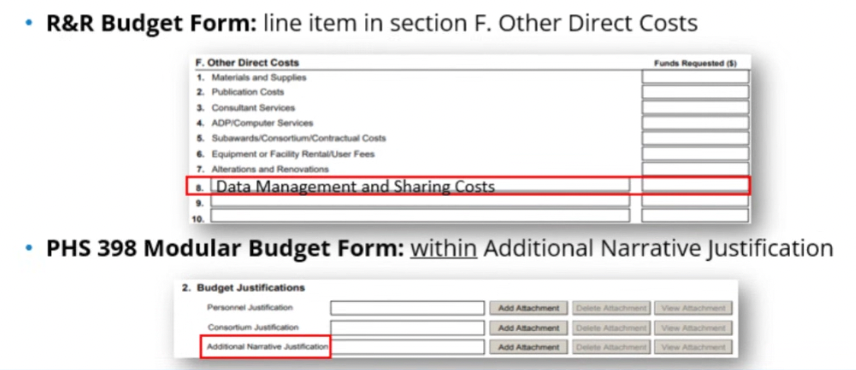 • R&R Budget Form: line item in section F. Other Direct Costs
F. Other Direct Costs Funds Requested ($)
1. Materials and Supplies
2. Publication Costs
3. Consultant Services
4. ADP/Computer Services
5. Subawards/Consortium/Contractual Costs
6. Equipment or Facility Rental/User Fees
7. Alterations and Renovations
8. Data Management and Sharing Costs
9.
10.
• PHS 398 Modular Budget Form: within Additional Narrative Justification
2. Budget Justifications
Personnel Justification Add Attachment Delete Attachment View Attachment
Consortium Justification Add Attachment Delete Attachment View Attachment
Additional Narrative Justification Add Attachment Delete Attachment View Attachment